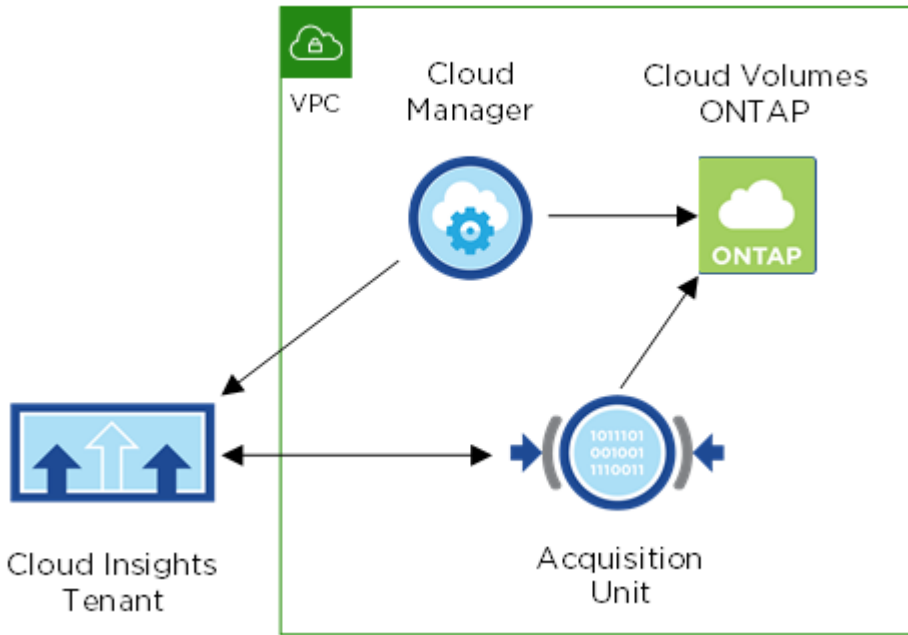 VPC
Cloud
Manager
Cloud Volumes
ONTAP
ONTAP
1011101
001001
1110011
Cloud Insights
Tenant
Acquisition
Unit